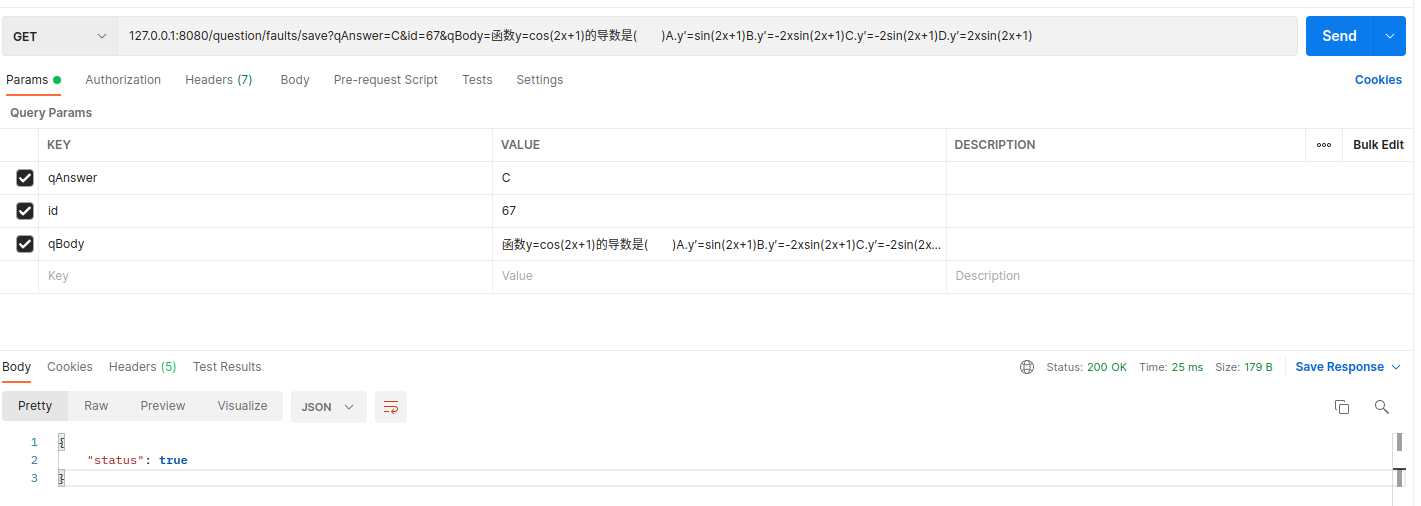 GET 127.0.0.1:8080/question/faults/save?qAnswer=C&id=67&qBody=函数y=cos(2x+1)的导数是(　　)A.y′=sin(2x+1)B.y′=-2xsin(2x+1)C.y′=-2sin(2x+1)D.y′=2xsin(2x+1) Send
Params Authorization Headers (7) Body Pre-request Script Tests Settings Cookies
Query Params
KEY VALUE DESCRIPTION ooo Bulk Edit
qAnswer C
id 67
qBody 函数y=cos(2x+1)的导数是(　　)A.y′=sin(2x+1)B.y′=-2xsin(2x+1)C.y′=-2sin(2x...
Key Value Description
Body Cookies Headers (5) Test Results Status: 200 OK Time: 25 ms Size: 179 B Save Response
Pretty Raw Preview Visualize JSON
1 {
2 "status": true
3 }